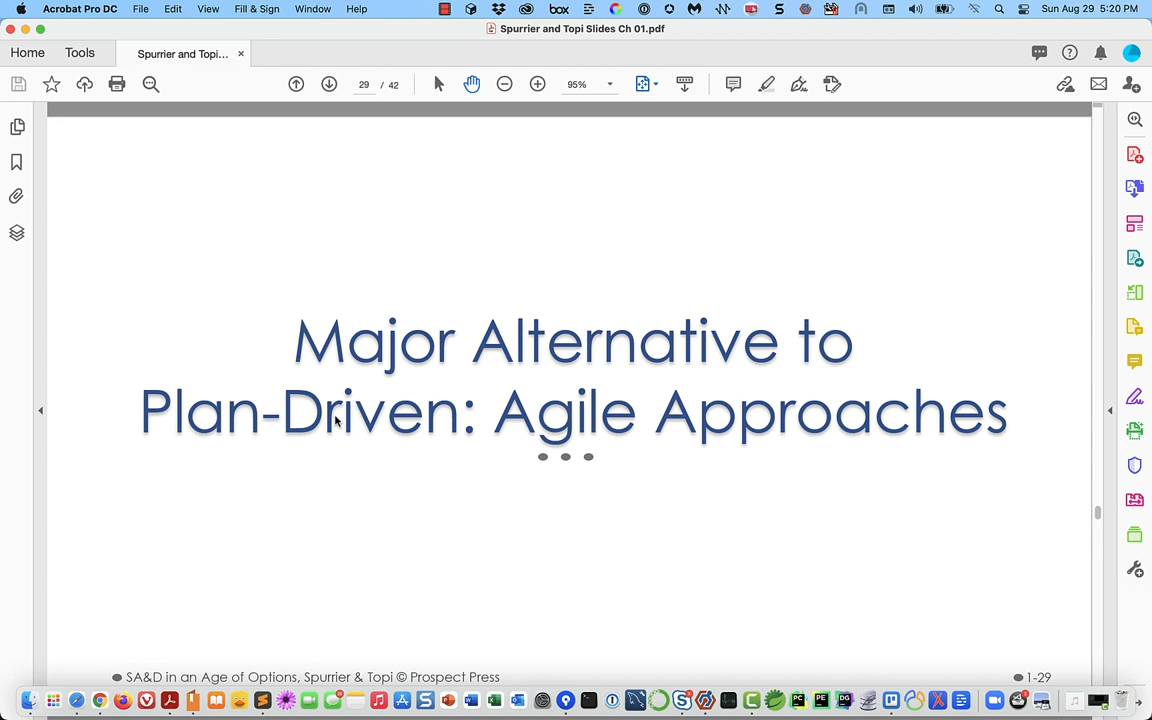 Acrobat Pro DC File Edit View Fill & Sign Window Help box Sun Aug 29 5:20 PM
Spurrier and Topi Slides Ch 01.pdf
Home Tools Spurrier and Topi... ×
29 / 42 95%
Major Alternative to
Plan-Driven: Agile Approaches
SA&D in an Age of Options, Spurrier & Topi © Prospect Press 1-29